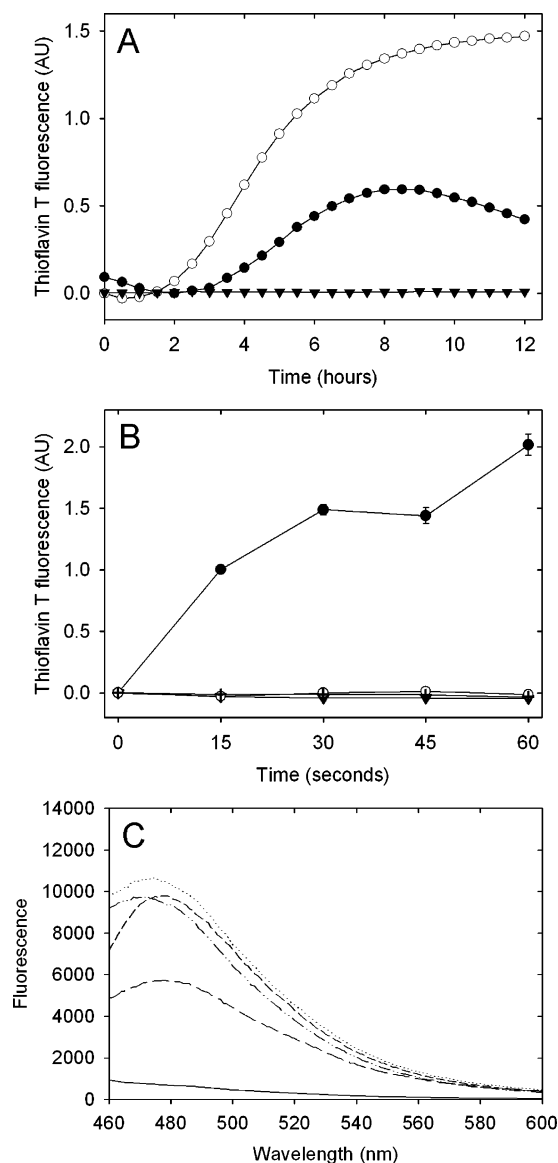 A
Thioflavin T fluorescence (AU)
1.5
1.0
0.5
0.0
0 2 4 6 8 10 12
Time (hours)
B
Thioflavin T fluorescence (AU)
2.0
1.5
1.0
0.5
0.0
0 15 30 45 60
Time (seconds)
C
Fluorescence
14000
12000
10000
8000
6000
4000
2000
0
460 480 500 520 540 560 580 600
Wavelength (nm)